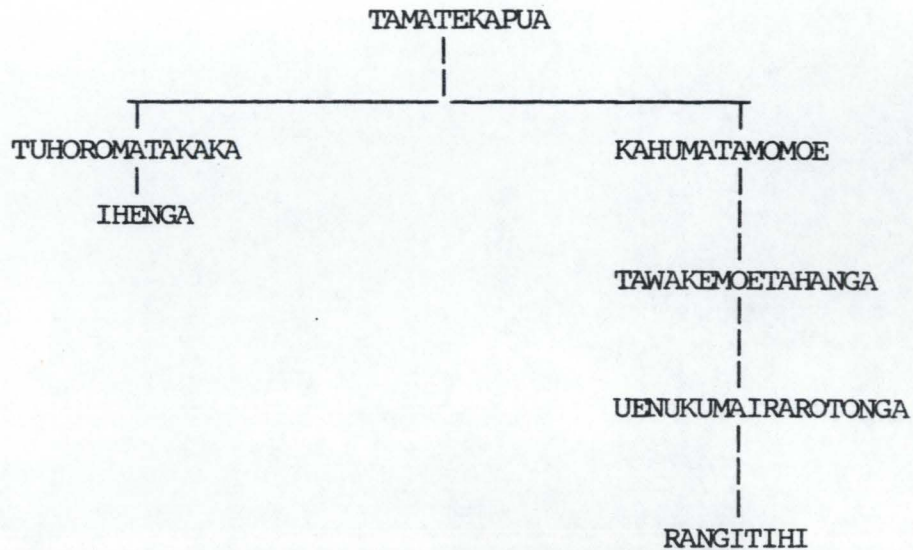 TAMATEKAPUA
TUHOROMATAKAKA KAHUMATAMOMOE
IHENGA
TAWAKEMOETAHANGA
UENUKUMAIRAROTONGA
RANGITIHI